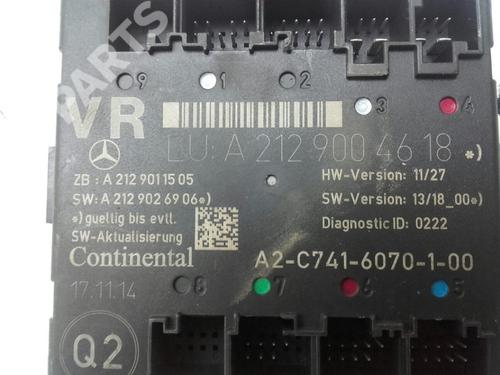 PARTS
9 1 2
3 4
VR
LU: A 212 900 46 18 *)
ZB : A 212 901 15 05
SW: A 212 902 69 06*)
*) gueltig bis evtl.
SW-Aktualisierung
HW-Version: 11/27
SW-Version: 13/18_00*)
Diagnostic ID: 0222
Continental A2-C741-6070-1-00
17.11.14
8 7 6 5
Q2